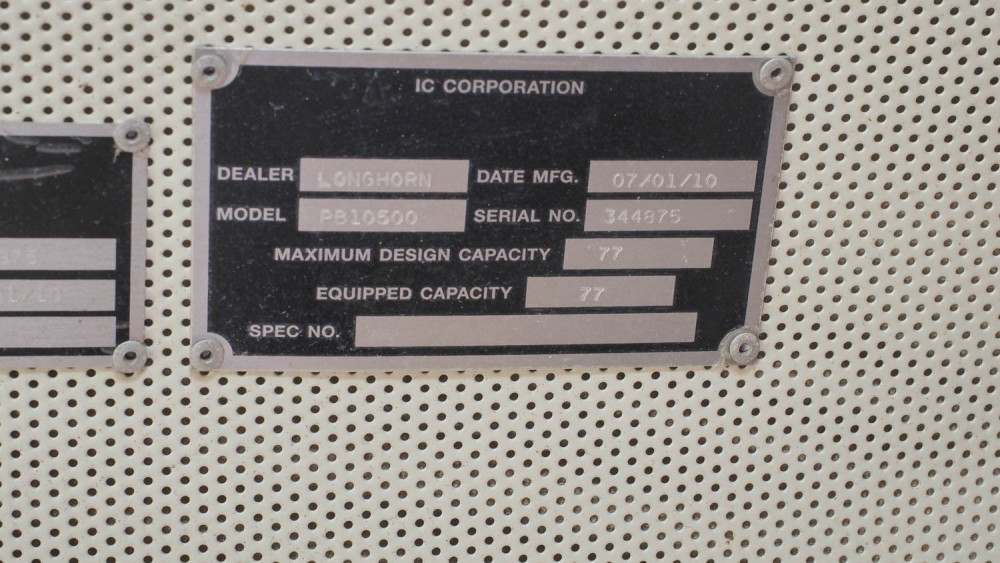 IC CORPORATION
DEALER LONGHORN DATE MFG. 07/01/10
MODEL PB10500 SERIAL NO. 344875
MAXIMUM DESIGN CAPACITY 77
EQUIPPED CAPACITY 77
SPEC NO.